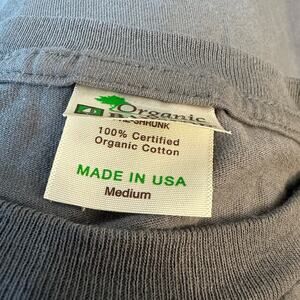 Organic
100% Certified
Organic Cotton
MADE IN USA
Medium